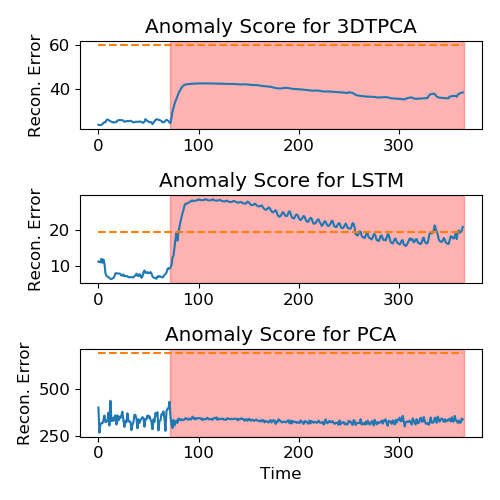 Anomaly Score for 3DTPCA
Recon. Error
60
40
0 100 200 300
Anomaly Score for LSTM
Recon. Error
20
10
0 100 200 300
Anomaly Score for PCA
Recon. Error
500
250
0 100 200 300
Time